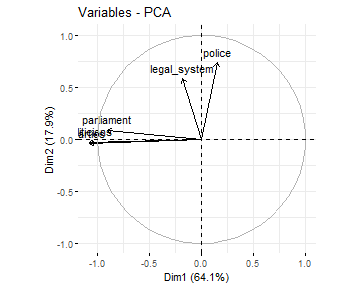 Variables - PCA
1.0
police
legal_system
0.5
parliament
0.0
-0.5
-1.0
-1.0
-0.5
0.0
0.5
1.0
Dim1 (64.1%)
Dim2 (17.9%)